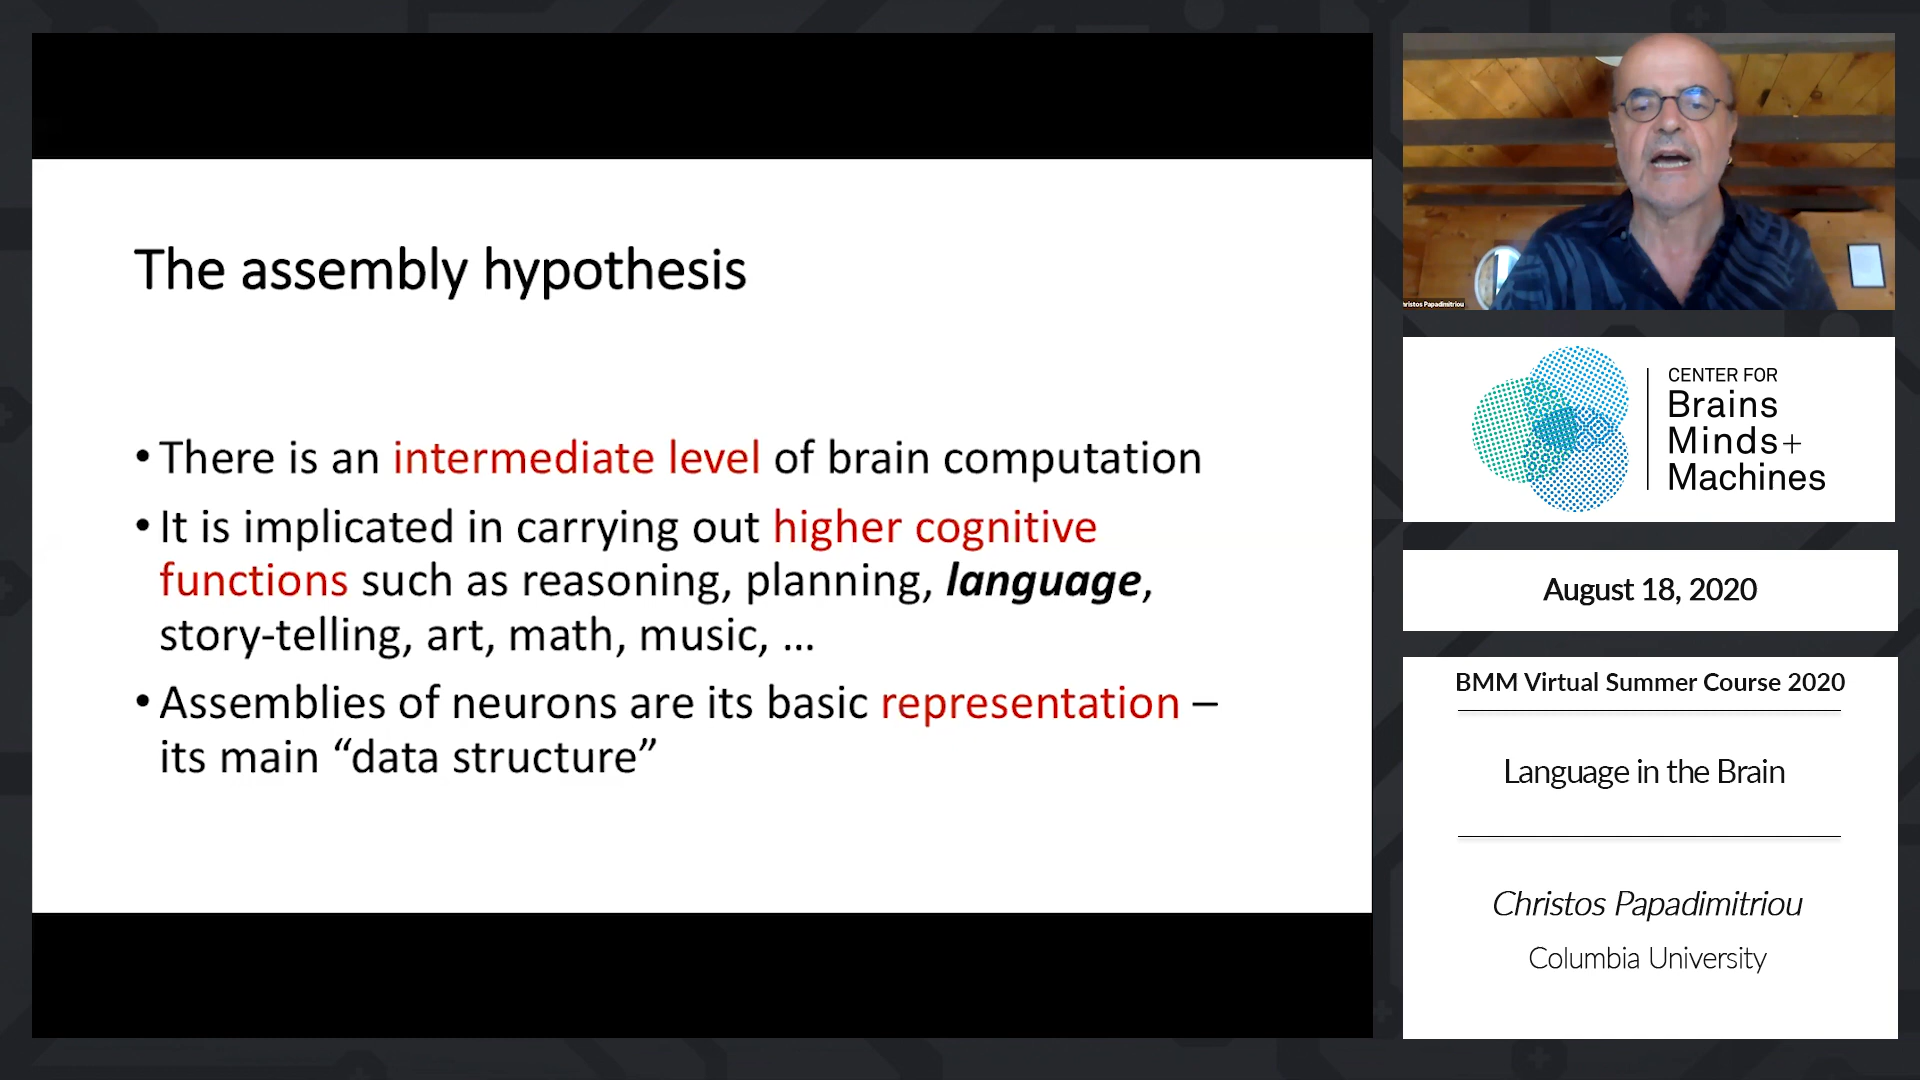 The assembly hypothesis
• There is an intermediate level of brain computation
• It is implicated in carrying out higher cognitive
functions such as reasoning, planning, language,
story-telling, art, math, music, ...
• Assemblies of neurons are its basic representation –
its main “data structure”
hristos Papadimitriou
CENTER FOR
Brains
Minds+
Machines
August 18, 2020
BMM Virtual Summer Course 2020
Language in the Brain
Christos Papadimitriou
Columbia University